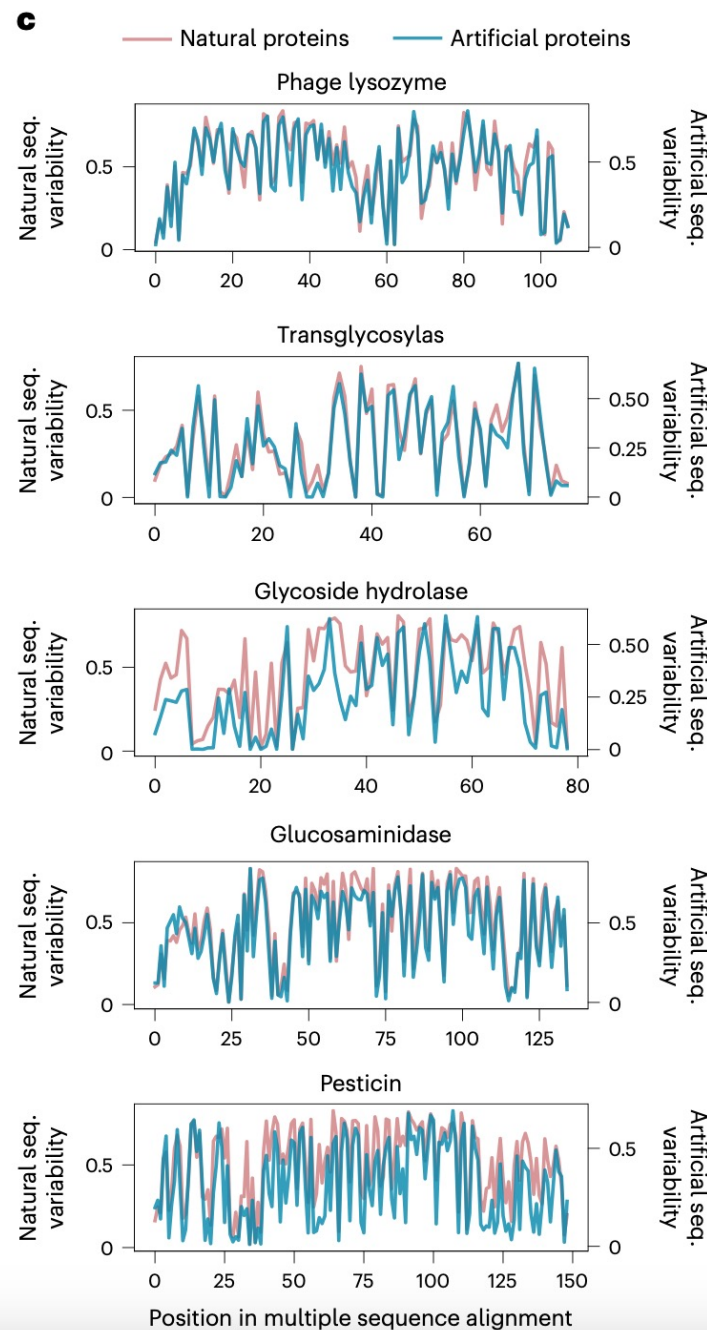 c
Natural proteins Artificial proteins
Phage lysozyme
Natural seq.
variability
0.5
0
0.5
0
Artificial seq.
variability
0 20 40 60 80 100
Transglycosylas
Natural seq.
variability
0.5
0
0.50
0.25
0
Artificial seq.
variability
0 20 40 60
Glycoside hydrolase
Natural seq.
variability
0.5
0
0.50
0.25
0
Artificial seq.
variability
0 20 40 60 80
Glucosaminidase
Natural seq.
variability
0.5
0
0.5
0
Artificial seq.
variability
0 25 50 75 100 125
Pesticin
Natural seq.
variability
0.5
0
0.5
0
Artificial seq.
variability
0 25 50 75 100 125 150
Position in multiple sequence alignment